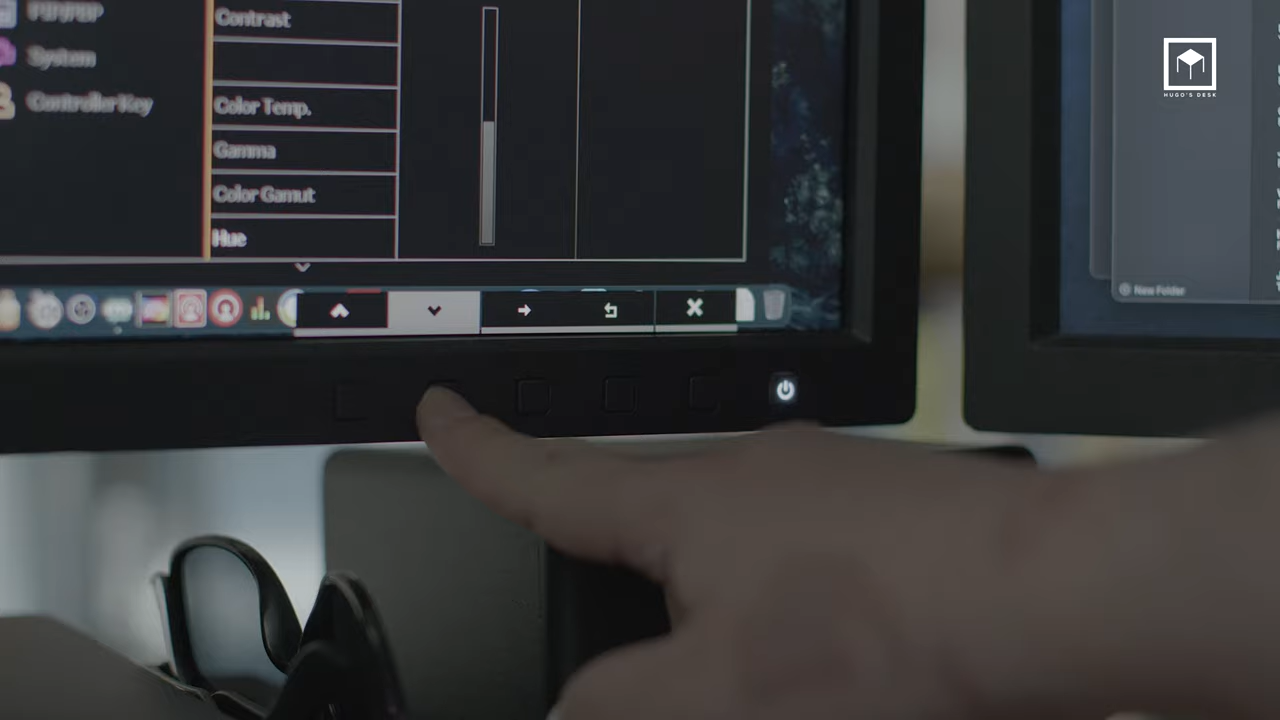 Contrast
System
Controller Key
Color Temp.
Gamma
Color Gamut
Hue
New Folder
HUGO'S DESK